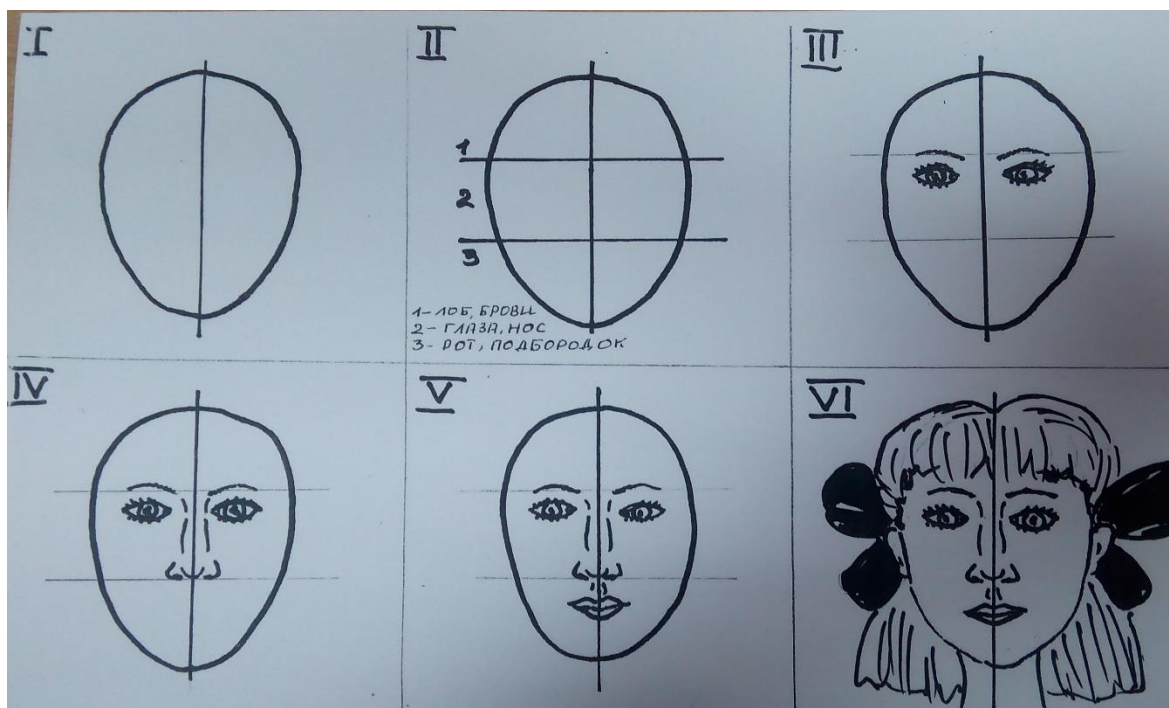 I
II
III
1
2
3
1-ЛОБ, БРОВИ
2-ГЛАЗА, НОС
3-РОТ, ПОДБОРОДОК
IV
V
VI